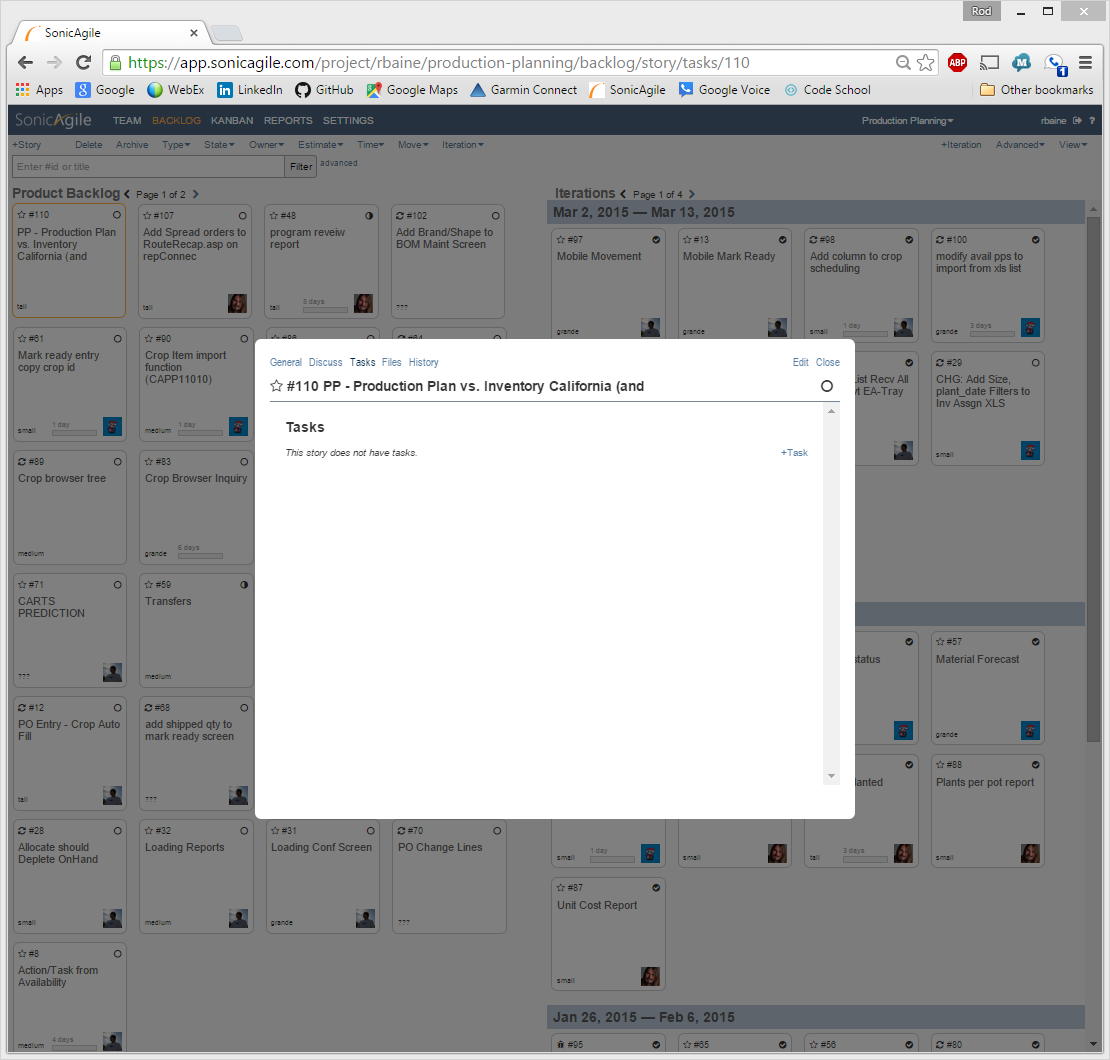 Rod
SonicAgile
https://app.sonicagile.com/project/rbaine/production-planning/backlog/story/tasks/110
ABP
M
1
Apps
Google
WebEx
LinkedIn
GitHub
Google Maps
Garmin Connect
SonicAgile
Google Voice
Code School
Other bookmarks
SonicAgile
TEAM
BACKLOG
KANBAN
REPORTS
SETTINGS
Production Planning
rbaine
?
+Story
Delete
Archive
Type
State
Owner
Estimate
Time
Move
Iteration
+Iteration
Advanced
View
Enter #id or title
Filter
advanced
Product Backlog
Page 1 of 2
#110
PP - Production Plan
vs. Inventory
California (and
tall
#107
Add Spread orders to
RouteRecap.asp on
repConnec
tall
#48
program reveiw
report
tall
5 days
#102
Add Brand/Shape to
BOM Maint Screen
???
#61
Mark ready entry
copy crop id
small
1 day
#90
Crop Item import
function
(CAPP11010)
medium
1 day
#89
Crop browser tree
medium
#83
Crop Browser Inquiry
grande
6 days
#71
CARTS
PREDICTION
???
#59
Transfers
medium
#12
PO Entry - Crop Auto
Fill
tall
#68
add shipped qty to
mark ready screen
???
#28
Allocate should
Deplete OnHand
small
#32
Loading Reports
medium
#31
Loading Conf Screen
grande
#70
PO Change Lines
???
#8
Action/Task from
Availability
medium
4 days
Iterations
Page 1 of 4
Mar 2, 2015 — Mar 13, 2015
#97
Mobile Movement
grande
#13
Mobile Mark Ready
grande
#98
Add column to crop
scheduling
small
1 day
#100
modify avail pps to
import from xls list
grande
3 days
ist Recv All
EA-Tray
#29
CHG: Add Size,
plant_date Filters to
Inv Assgn XLS
small
status
#57
Material Forecast
grande
small
1 day
small
lanted
tall
3 days
#88
Plants per pot report
small
#87
Unit Cost Report
small
Jan 26, 2015 — Feb 6, 2015
#95
#65
#56
#80
General
Discuss
Tasks
Files
History
Edit
Close
#110 PP - Production Plan vs. Inventory California (and
Tasks
This story does not have tasks.
+Task